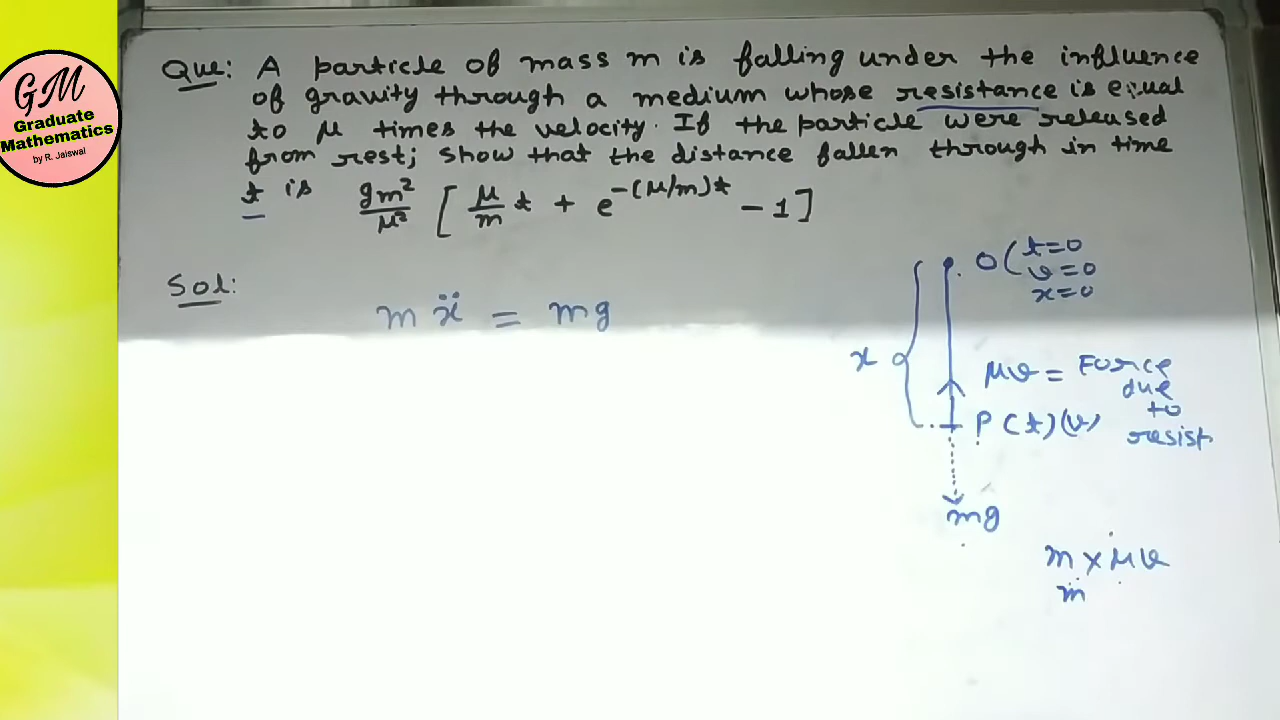 GM
Graduate
Mathematics
by R. Jaiswal
Que: A particle of mass m is falling under the influence
of gravity through a medium whose resistance is equal
to μ times the velocity. If the particle were released
from rest; show that the distance fallen through in time
t is gm²/μ² [ μ/m t + e^-(μ/m)t - 1 ]
Sol:
mẍ = mg
O (t=0
v=0
x=0
x
μv = Force
due
to
resist.
P (t)(v)
mg
m × μv
m